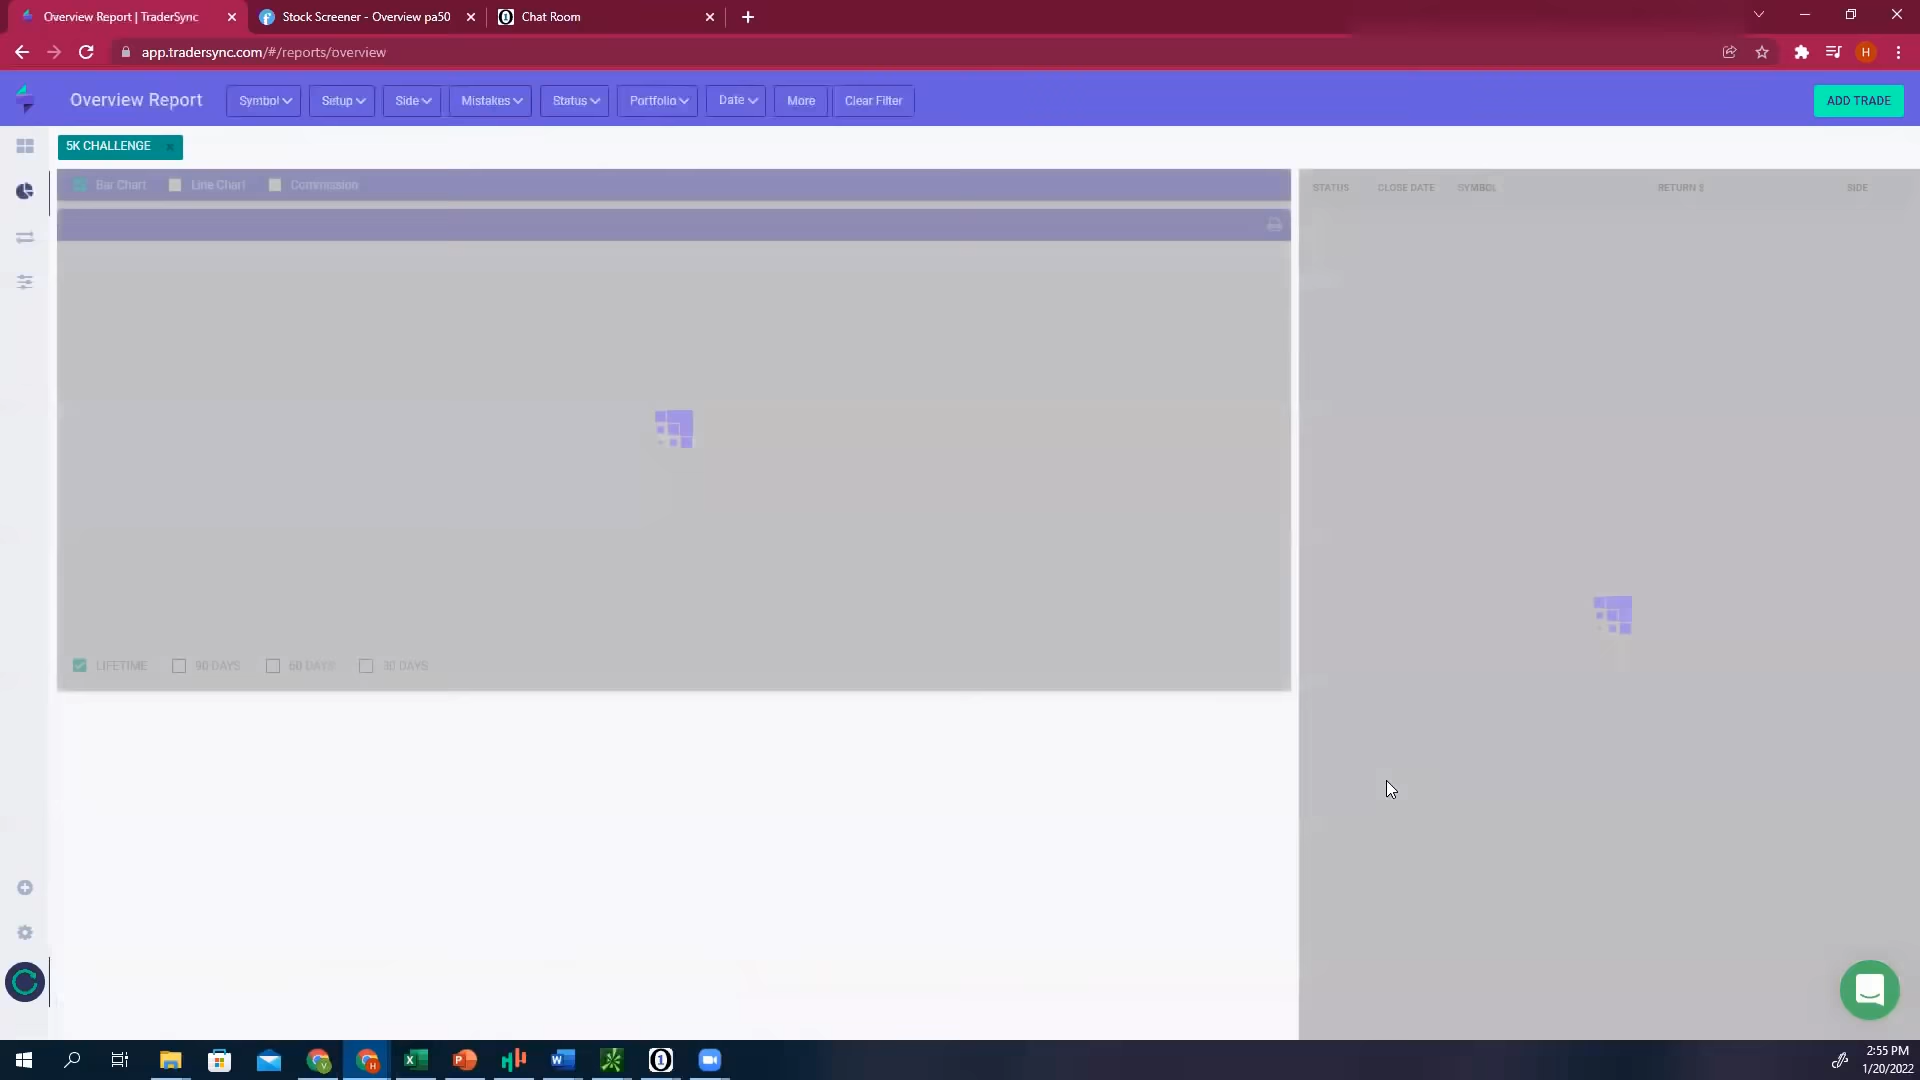 Overview Report | TraderSync
Stock Screener - Overview pa50
Chat Room
app.tradersync.com/#/reports/overview
H
Overview Report
Symbol
Setup
Side
Mistakes
Status
Portfolio
Date
More
Clear Filter
ADD TRADE
5K CHALLENGE
Bar Chart
Line Chart
Commission
STATUS
CLOSE DATE
SYMBOL
RETURN $
SIDE
LIFETIME
90 DAYS
60 DAYS
30 DAYS
2:55 PM
1/20/2022